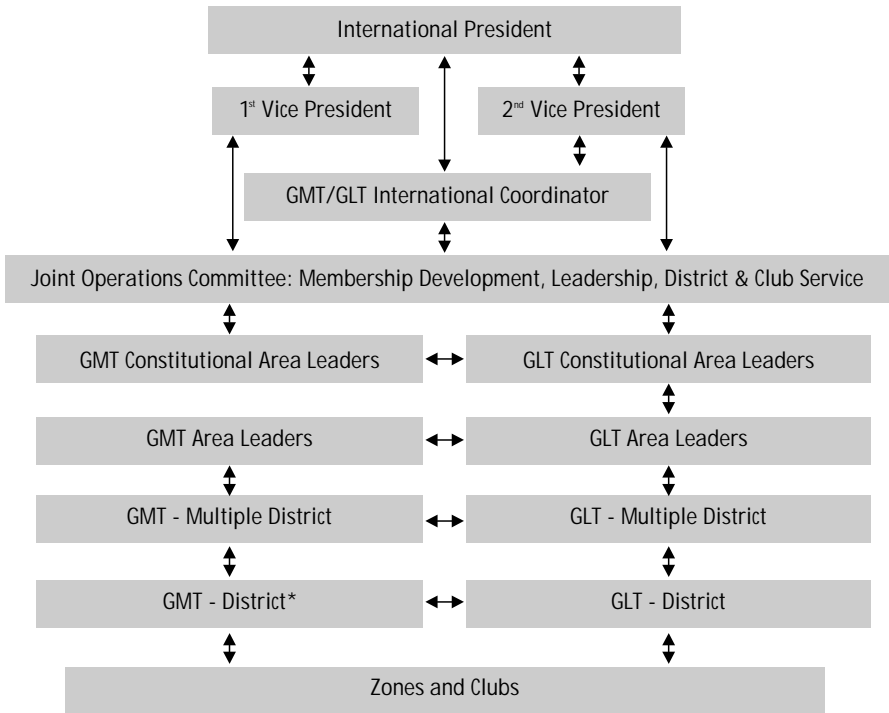 International President
1st Vice President
2nd Vice President
GMT/GLT International Coordinator
Joint Operations Committee: Membership Development, Leadership, District & Club Service
GMT Constitutional Area Leaders
GLT Constitutional Area Leaders
GMT Area Leaders
GLT Area Leaders
GMT - Multiple District
GLT - Multiple District
GMT - District*
GLT - District
Zones and Clubs